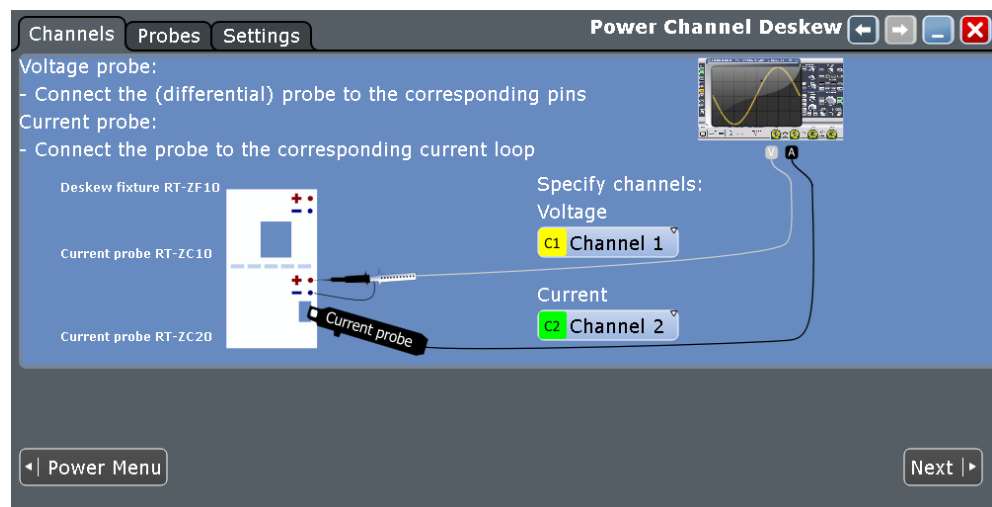 Channels Probes Settings
Power Channel Deskew
Voltage probe:
- Connect the (differential) probe to the corresponding pins
Current probe:
- Connect the probe to the corresponding current loop
V A
Deskew fixture RT-ZF10
Specify channels:
Voltage
C1 Channel 1
Current probe RT-ZC10
Current
Current probe
C2 Channel 2
Current probe RT-ZC20
Power Menu
Next